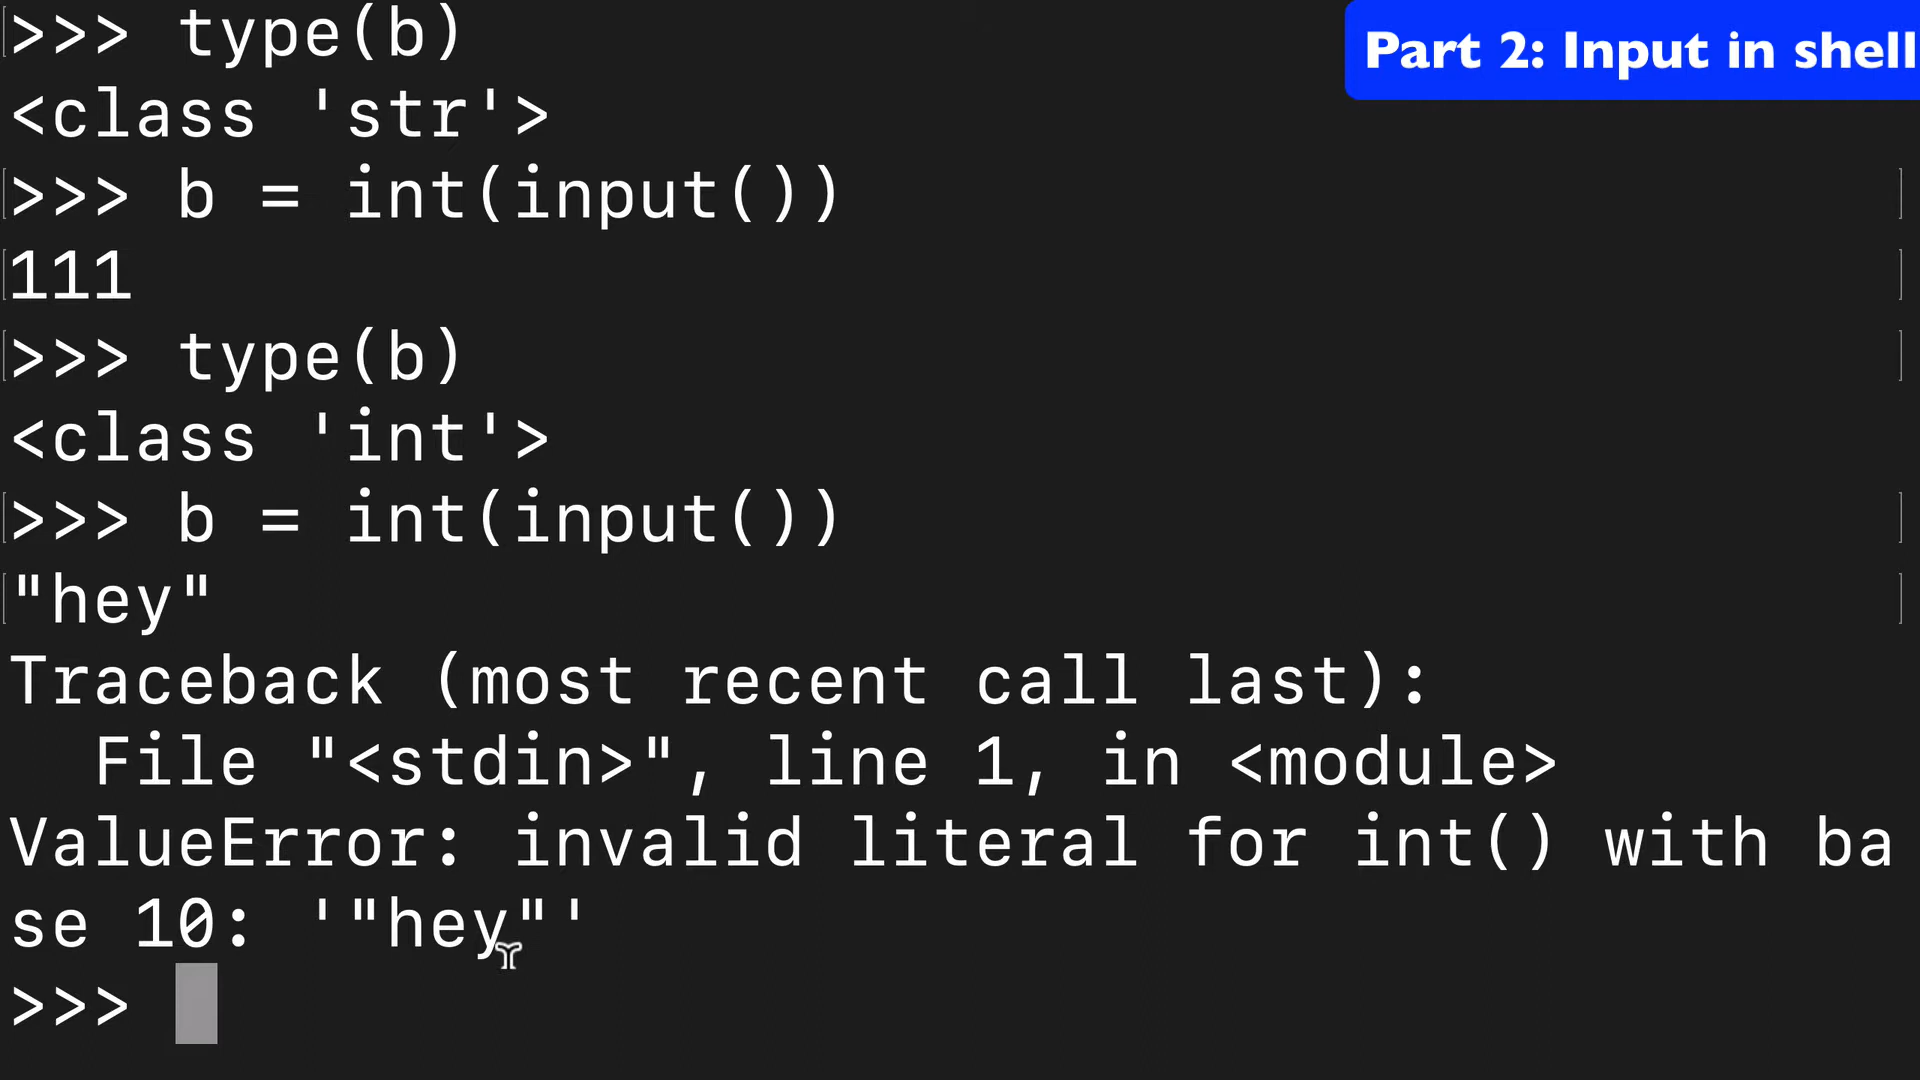 >>> type(b)
Part 2: Input in shell
<class 'str'>
>>> b = int(input())
111
>>> type(b)
<class 'int'>
>>> b = int(input())
"hey"
Traceback (most recent call last):
  File "<stdin>", line 1, in <module>
ValueError: invalid literal for int() with ba
se 10: '"hey"'
>>>